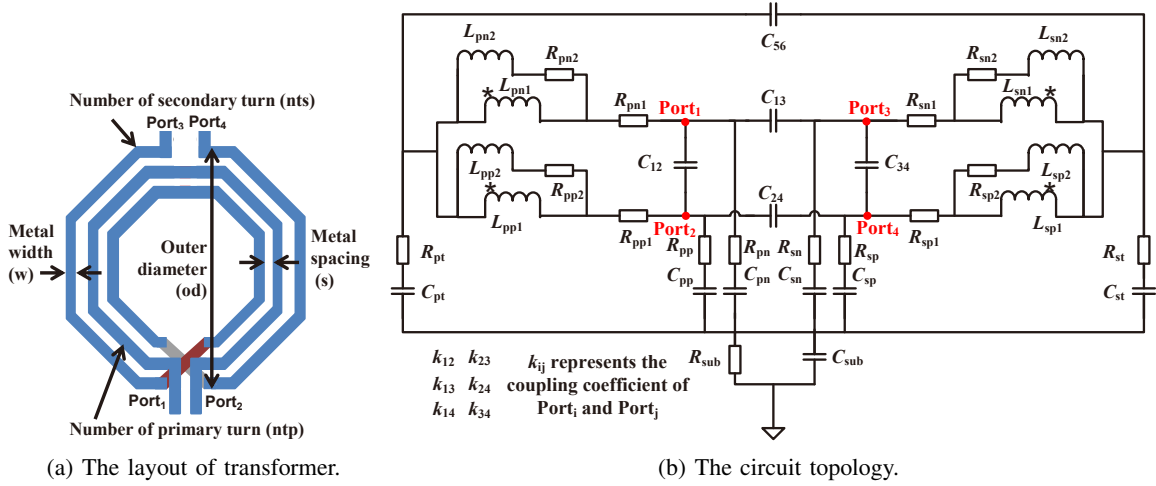 Number of secondary turn (nts)
Port3 Port4
Metal
width
(w)
Outer
diameter
(od)
Metal
spacing
(s)
Port1
Port2
Number of primary turn (ntp)
(a) The layout of transformer.
C56
Lpn2
Rpn2
Lpn1
*
Rpn1
Port1
C13
Port3
Rsn1
Rsn2
Lsn2
Lsn1
*
Lpp2
Rpp2
*
Lpp1
Rpp1
C12
C34
C24
Port2
Port4
Rsp1
Rsp2
Lsp2
*
Lsp1
Rpt
Cpt
Rpp
Cpp
Rpn
Cpn
Rsn
Csn
Rsp
Csp
Rst
Cst
Rsub
Csub
k12 k23
k13 k24
k14 k34
kij represents the
coupling coefficient of
Porti and Portj
(b) The circuit topology.